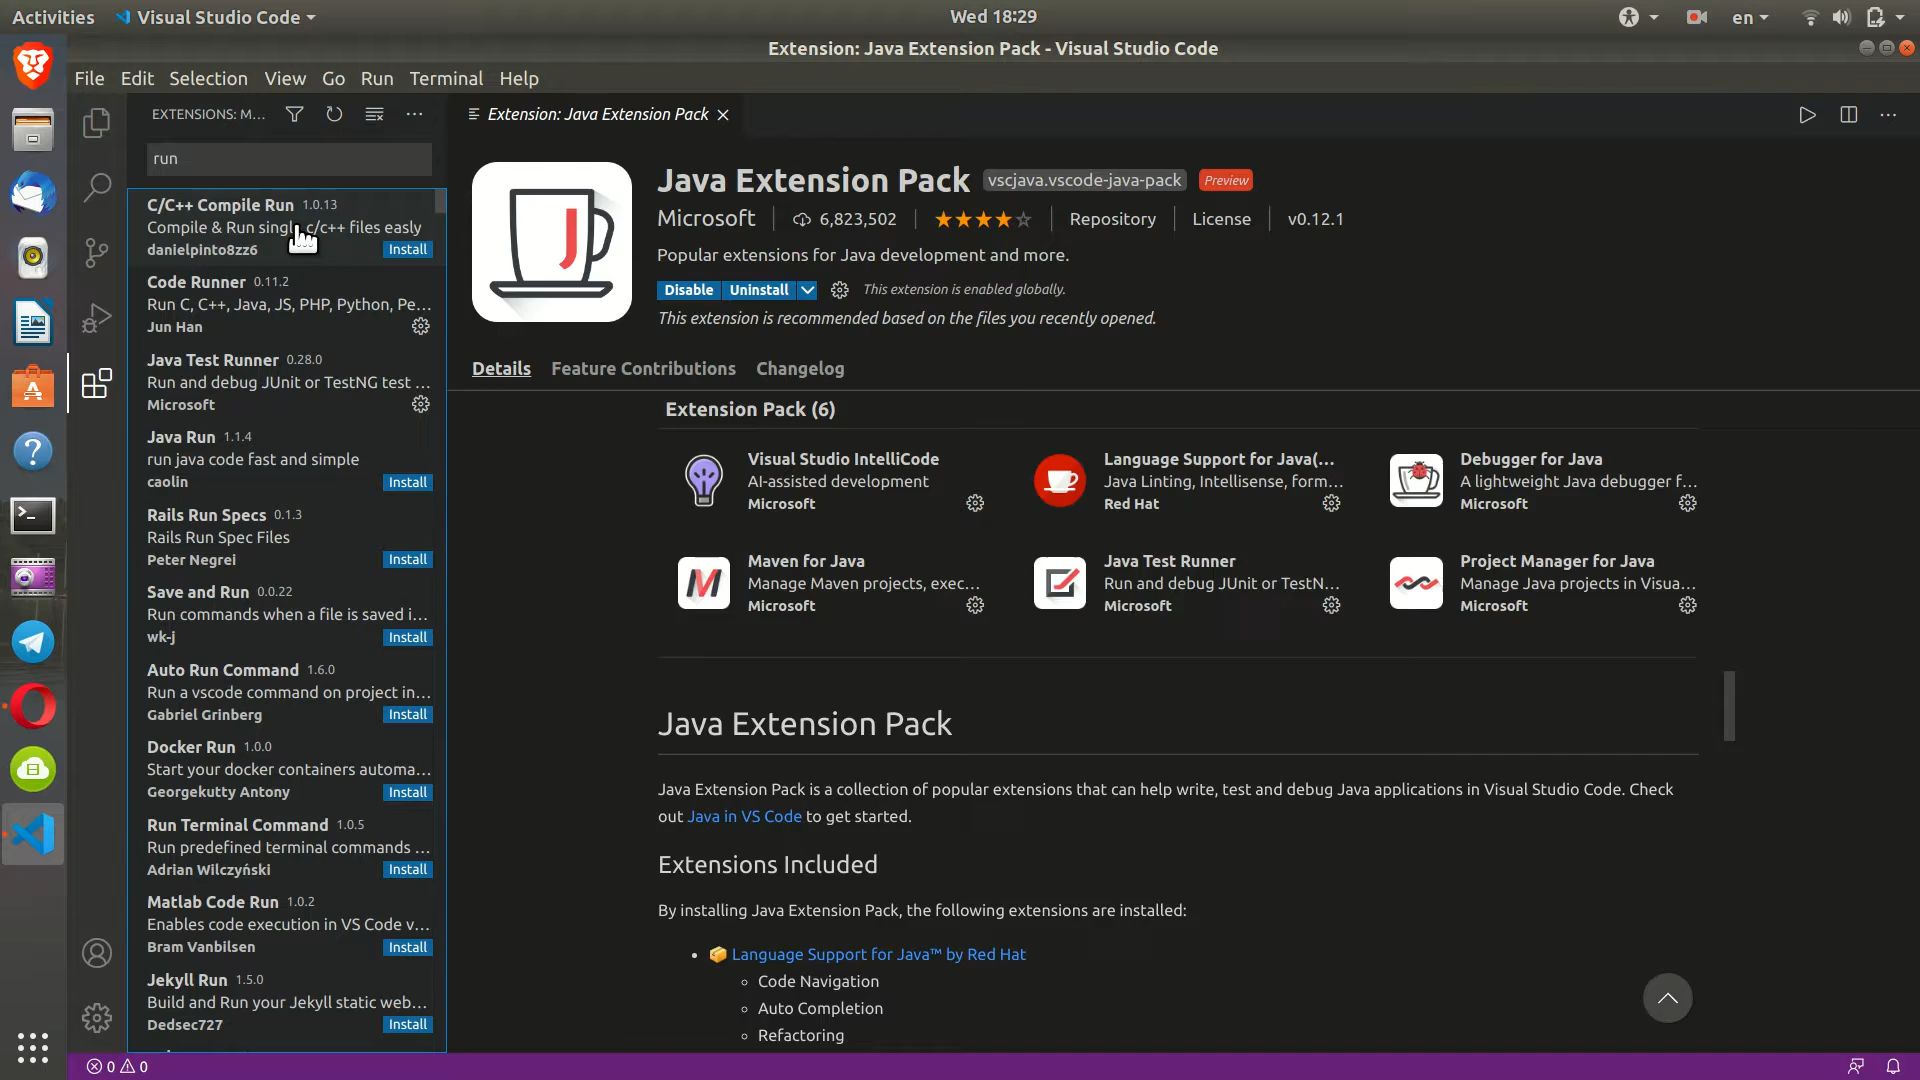 Activities
Visual Studio Code
Wed 18:29
en
Extension: Java Extension Pack - Visual Studio Code
File Edit Selection View Go Run Terminal Help
EXTENSIONS: M...
Extension: Java Extension Pack
run
C/C++ Compile Run 1.0.13
Compile & Run singl c/c++ files easly
danielpinto8zz6
Install
Code Runner 0.11.2
Run C, C++, Java, JS, PHP, Python, Pe...
Jun Han
Java Test Runner 0.28.0
Run and debug JUnit or TestNG test ...
Microsoft
Java Run 1.1.4
run java code fast and simple
caolin
Install
Rails Run Specs 0.1.3
Rails Run Spec Files
Peter Negrei
Install
Save and Run 0.0.22
Run commands when a file is saved i...
wk-j
Install
Auto Run Command 1.6.0
Run a vscode command on project in...
Gabriel Grinberg
Install
Docker Run 1.0.0
Start your docker containers automa...
Georgekutty Antony
Install
Run Terminal Command 1.0.5
Run predefined terminal commands ...
Adrian Wilczyński
Install
Matlab Code Run 1.0.2
Enables code execution in VS Code v...
Bram Vanbilsen
Install
Jekyll Run 1.5.0
Build and Run your Jekyll static web...
Dedsec727
Install
Java Extension Pack vscjava.vscode-java-pack Preview
Microsoft 6,823,502 Repository License v0.12.1
Popular extensions for Java development and more.
Disable Uninstall This extension is enabled globally.
This extension is recommended based on the files you recently opened.
Details Feature Contributions Changelog
Extension Pack (6)
Visual Studio IntelliCode
AI-assisted development
Microsoft
Language Support for Java(...
Java Linting, Intellisense, form...
Red Hat
Debugger for Java
A lightweight Java debugger f...
Microsoft
Maven for Java
Manage Maven projects, exec...
Microsoft
Java Test Runner
Run and debug JUnit or TestN...
Microsoft
Project Manager for Java
Manage Java projects in Visua...
Microsoft
Java Extension Pack
Java Extension Pack is a collection of popular extensions that can help write, test and debug Java applications in Visual Studio Code. Check
out Java in VS Code to get started.
Extensions Included
By installing Java Extension Pack, the following extensions are installed:
• 📦 Language Support for Java™ by Red Hat
◦ Code Navigation
◦ Auto Completion
◦ Refactoring
0 0